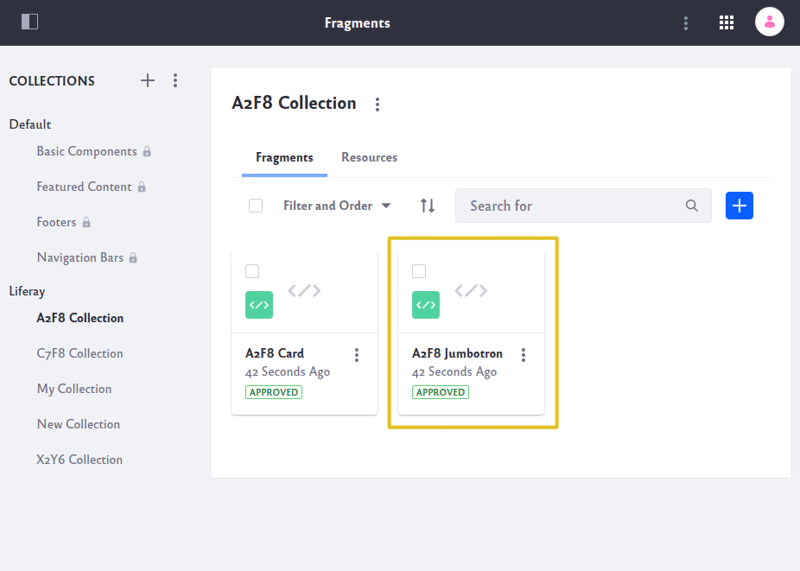 Fragments
COLLECTIONS
Default
Basic Components
Featured Content
Footers
Navigation Bars
Liferay
A2F8 Collection
C7F8 Collection
My Collection
New Collection
X2Y6 Collection
A2F8 Collection
Fragments Resources
Filter and Order Search for
A2F8 Card
42 Seconds Ago
APPROVED
A2F8 Jumbotron
42 Seconds Ago
APPROVED